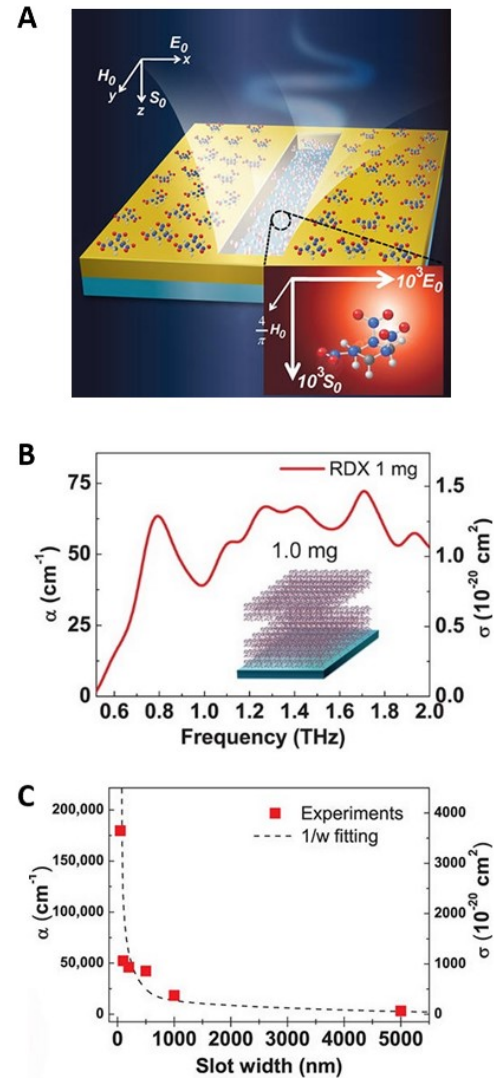 A
E₀
x
H₀
y
S₀
z
10³E₀
4/π H₀
10³S₀
B
RDX 1 mg
1.0 mg
α (cm⁻¹)
75
50
25
0
σ (10⁻²⁰ cm²)
1.5
1.0
0.5
0.0
0.6 0.8 1.0 1.2 1.4 1.6 1.8 2.0
Frequency (THz)
C
Experiments
1/w fitting
α (cm⁻¹)
200,000
150,000
100,000
50,000
0
σ (10⁻²⁰ cm²)
4000
3000
2000
1000
0
0 1000 2000 3000 4000 5000
Slot width (nm)